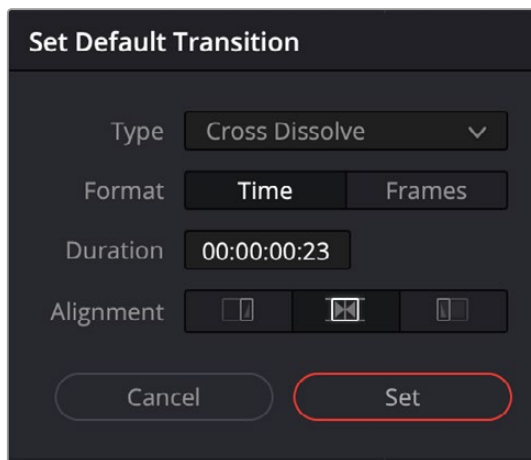 Set Default Transition
Type Cross Dissolve
Format Time Frames
Duration 00:00:00:23
Alignment
Cancel Set